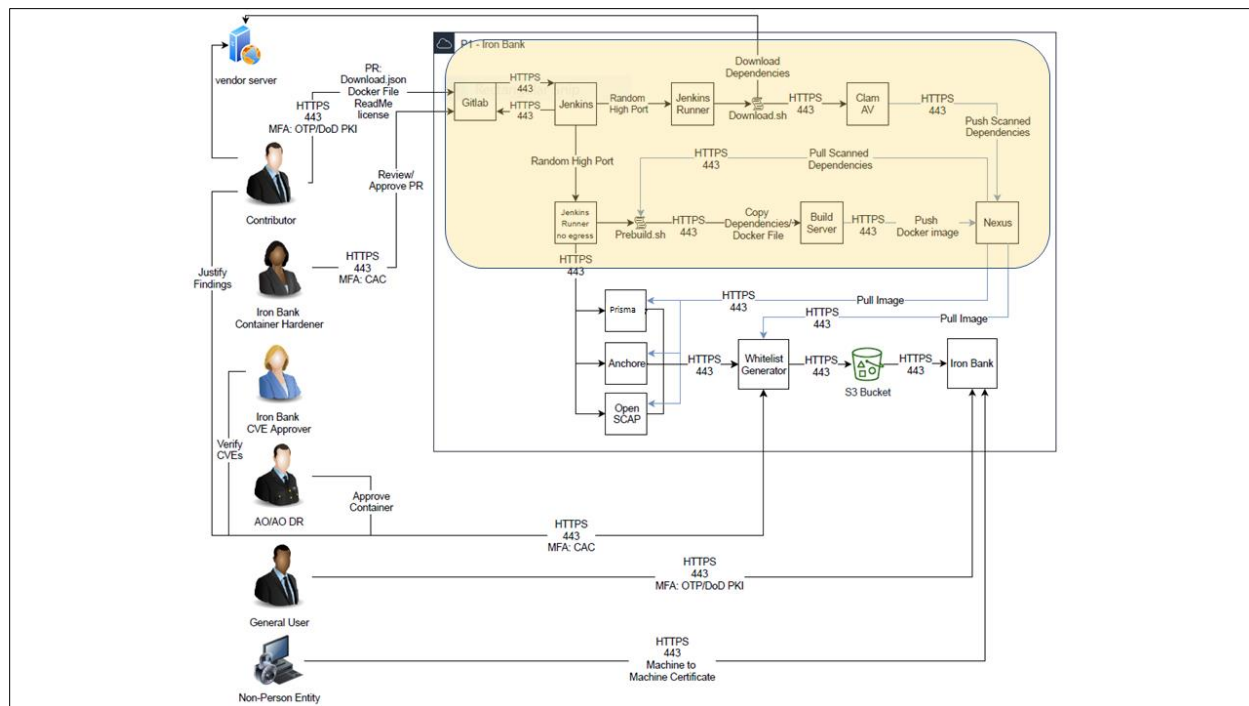 P1 - Iron Bank
vendor server
PR:
Download.json
Docker File
ReadMe
license
HTTPS
443
MFA: OTP/DoD PKI
Contributor
Review/
Approve PR
HTTPS
443
MFA: CAC
Iron Bank
Container Hardener
Justify
Findings
Iron Bank
CVE Approver
Verify
CVEs
AO/AO DR
Approve
Container
General User
Non-Person Entity
Gitlab
HTTPS
443
HTTPS
443
Jenkins
Random
High Port
Jenkins
Runner
Download
Dependencies
Download.sh
HTTPS
443
Clam
AV
HTTPS
443
Push Scanned
Dependencies
Random High Port
HTTPS
443
Pull Scanned
Dependencies
Jenkins
Runner
no egress
Prebuild.sh
HTTPS
443
Copy
Dependencies/
Docker File
Build
Server
HTTPS
443
Push
Docker image
Nexus
HTTPS
443
Prisma
Anchore
Open
SCAP
HTTPS
443
Pull Image
HTTPS
443
Pull Image
HTTPS
443
Whitelist
Generator
HTTPS
443
S3 Bucket
HTTPS
443
Iron Bank
HTTPS
443
MFA: CAC
HTTPS
443
MFA: OTP/DoD PKI
HTTPS
443
Machine to
Machine Certificate